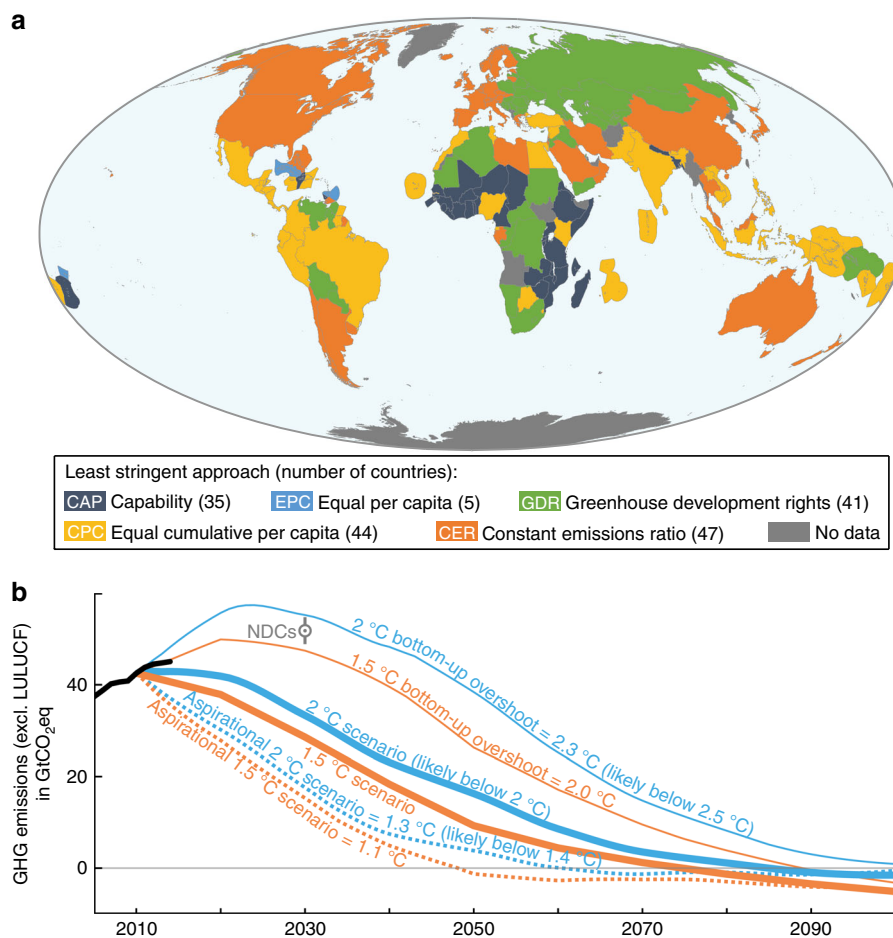 a
Least stringent approach (number of countries):
CAP Capability (35) EPC Equal per capita (5) GDR Greenhouse development rights (41)
CPC Equal cumulative per capita (44) CER Constant emissions ratio (47) No data
b
GHG emissions (excl. LULUCF)
in GtCO₂eq
40
20
0
NDCs
2 °C bottom-up overshoot = 2.3 °C (likely below 2.5 °C)
1.5 °C bottom-up overshoot = 2.0 °C
2 °C scenario (likely below 2 °C)
1.5 °C scenario
Aspirational 2 °C scenario = 1.3 °C (likely below 1.4 °C)
Aspirational 1.5 °C scenario = 1.1 °C
2010 2030 2050 2070 2090